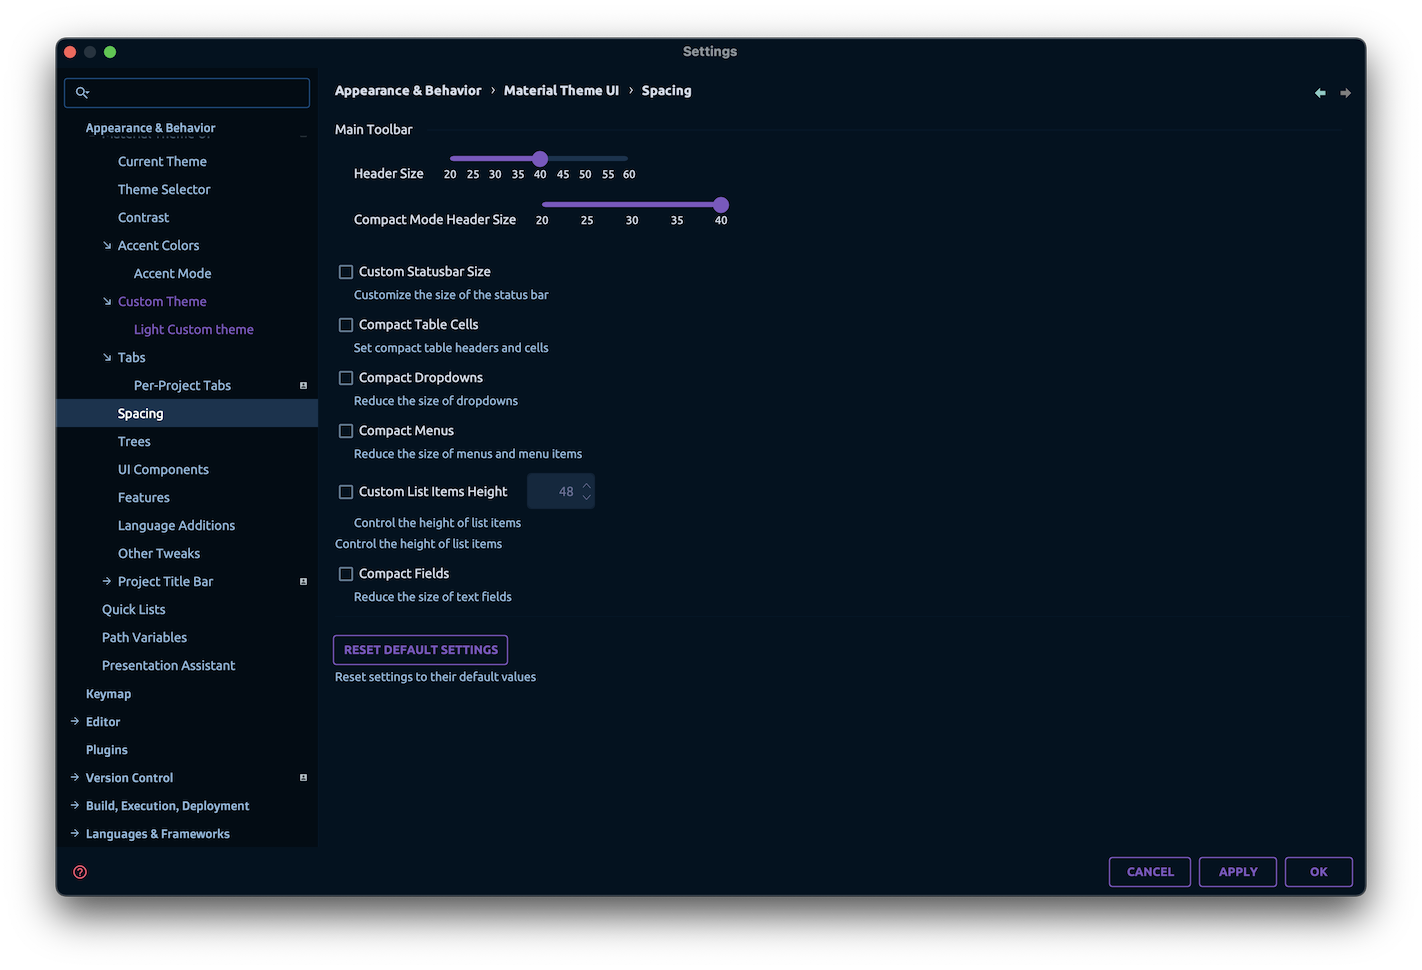 Settings
Appearance & Behavior
Material Theme UI
Current Theme
Theme Selector
Contrast
Accent Colors
Accent Mode
Custom Theme
Light Custom theme
Tabs
Per-Project Tabs
Spacing
Trees
UI Components
Features
Language Additions
Other Tweaks
Project Title Bar
Quick Lists
Path Variables
Presentation Assistant
Keymap
Editor
Plugins
Version Control
Build, Execution, Deployment
Languages & Frameworks
Appearance & Behavior › Material Theme UI › Spacing
Main Toolbar
Header Size
20 25 30 35 40 45 50 55 60
Compact Mode Header Size
20 25 30 35 40
Custom Statusbar Size
Customize the size of the status bar
Compact Table Cells
Set compact table headers and cells
Compact Dropdowns
Reduce the size of dropdowns
Compact Menus
Reduce the size of menus and menu items
Custom List Items Height 48
Control the height of list items
Control the height of list items
Compact Fields
Reduce the size of text fields
RESET DEFAULT SETTINGS
Reset settings to their default values
? CANCEL APPLY OK